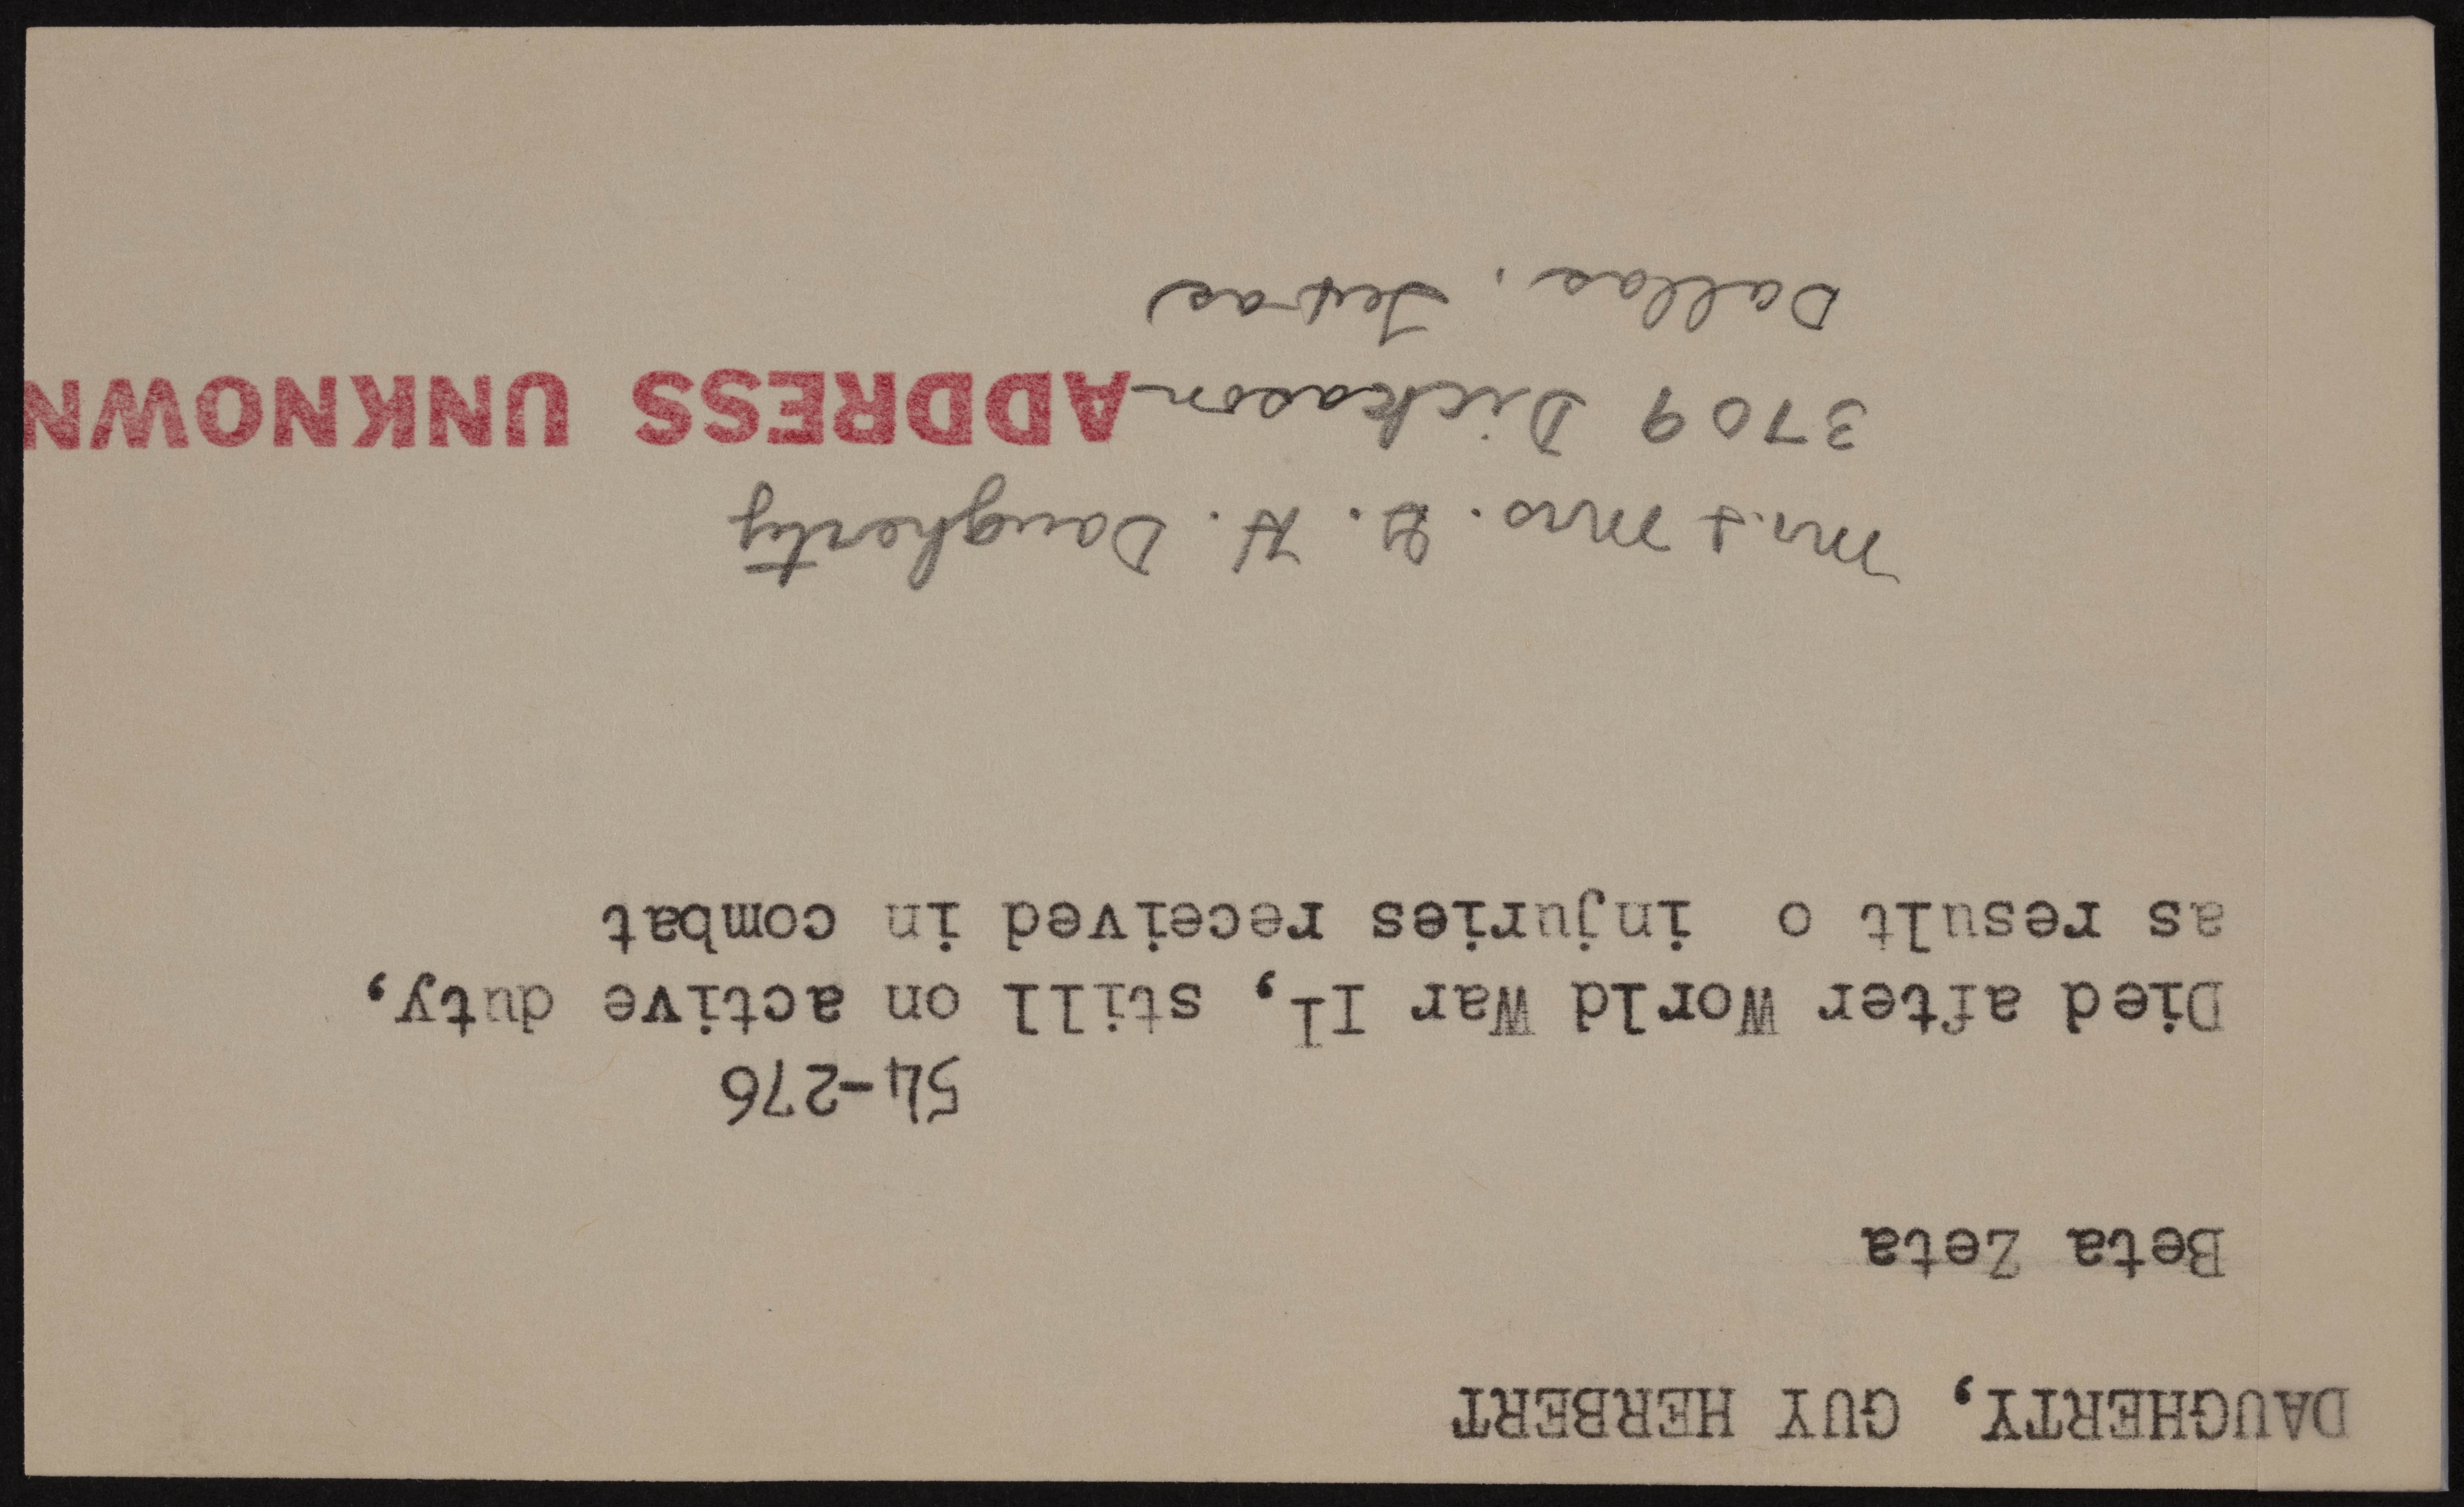 DAUGHERTY, GUY HERBERT
Beta Zeta
54-276
Died after World War II, still on active duty,
as result o injuries received in combat
Mr. & Mrs. G. H. Daugherty
3709 Dickason ADDRESS UNKNOWN
Dallas, Texas